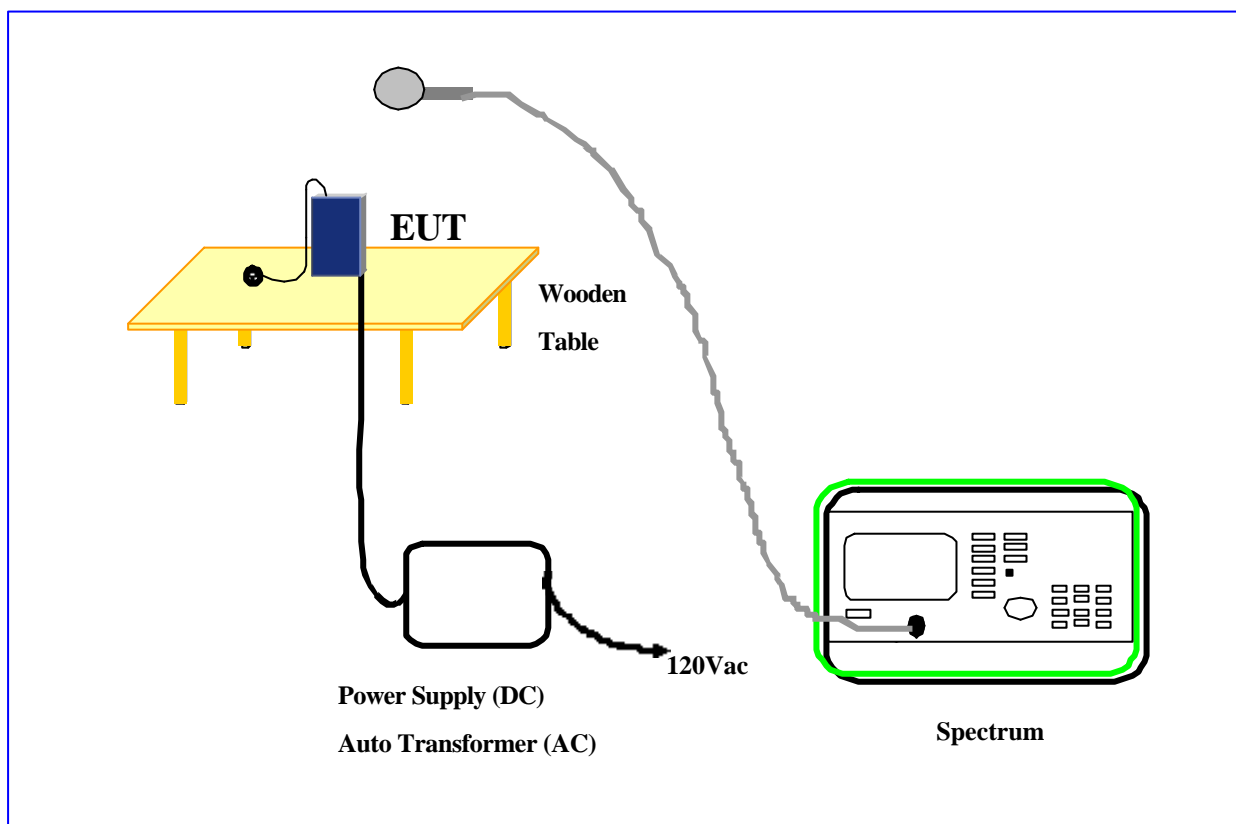 EUT
Wooden
Table
120Vac
Power Supply (DC)
Auto Transformer (AC)
Spectrum